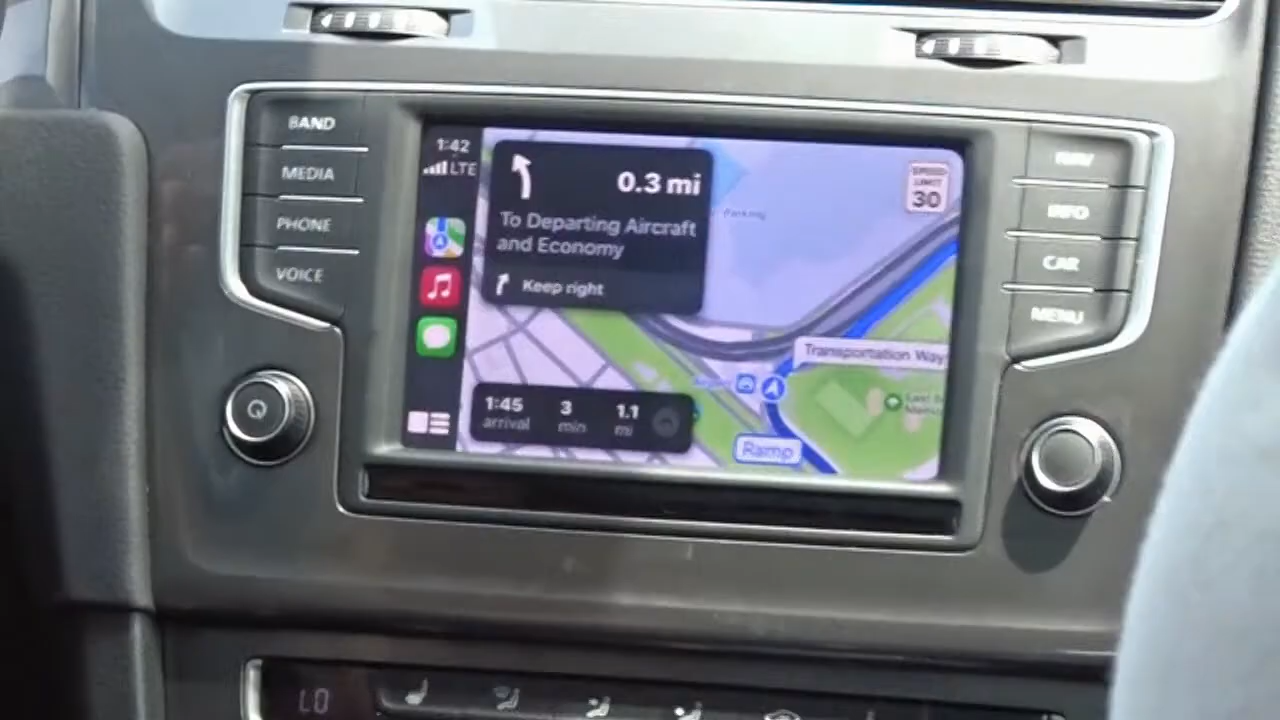 BAND
MEDIA
PHONE
VOICE
NAV
INFO
CAR
MENU
1:42
LTE
0.3 mi
To Departing Aircraft
and Economy
Keep right
Parking
SPEED
LIMIT
30
Transportation Way
Ramp
1:45
arrival
3
min
1.1
mi
LO